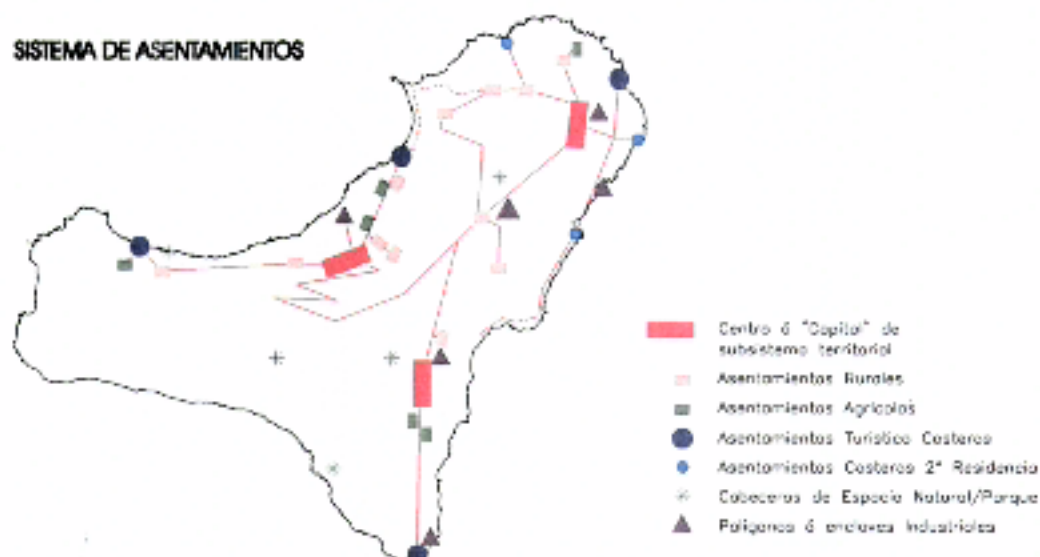 SISTEMA DE ASENTAMIENTOS
Centro ó "Capital" de
subsistema territorial
Asentamientos Rurales
Asentamientos Agrícolas
Asentamientos Turístico Costeros
Asentamientos Costeros 2ª Residencia
Cabeceras de Espacio Natural/Parque
Polígonos ó enclaves Industriales